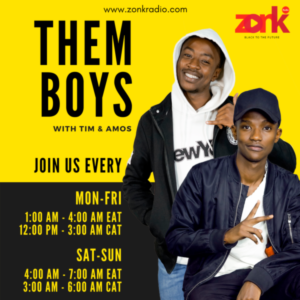 www.zonkradio.com
zonk
THEM
BOYS
WITH TIM & AMOS
JOIN US EVERY
MON-FRI
1:00 AM - 4:00 AM EAT
12:00 PM - 3:00 AM CAT
SAT-SUN
4:00 AM - 7:00 AM EAT
3:00 AM - 6:00 AM CAT